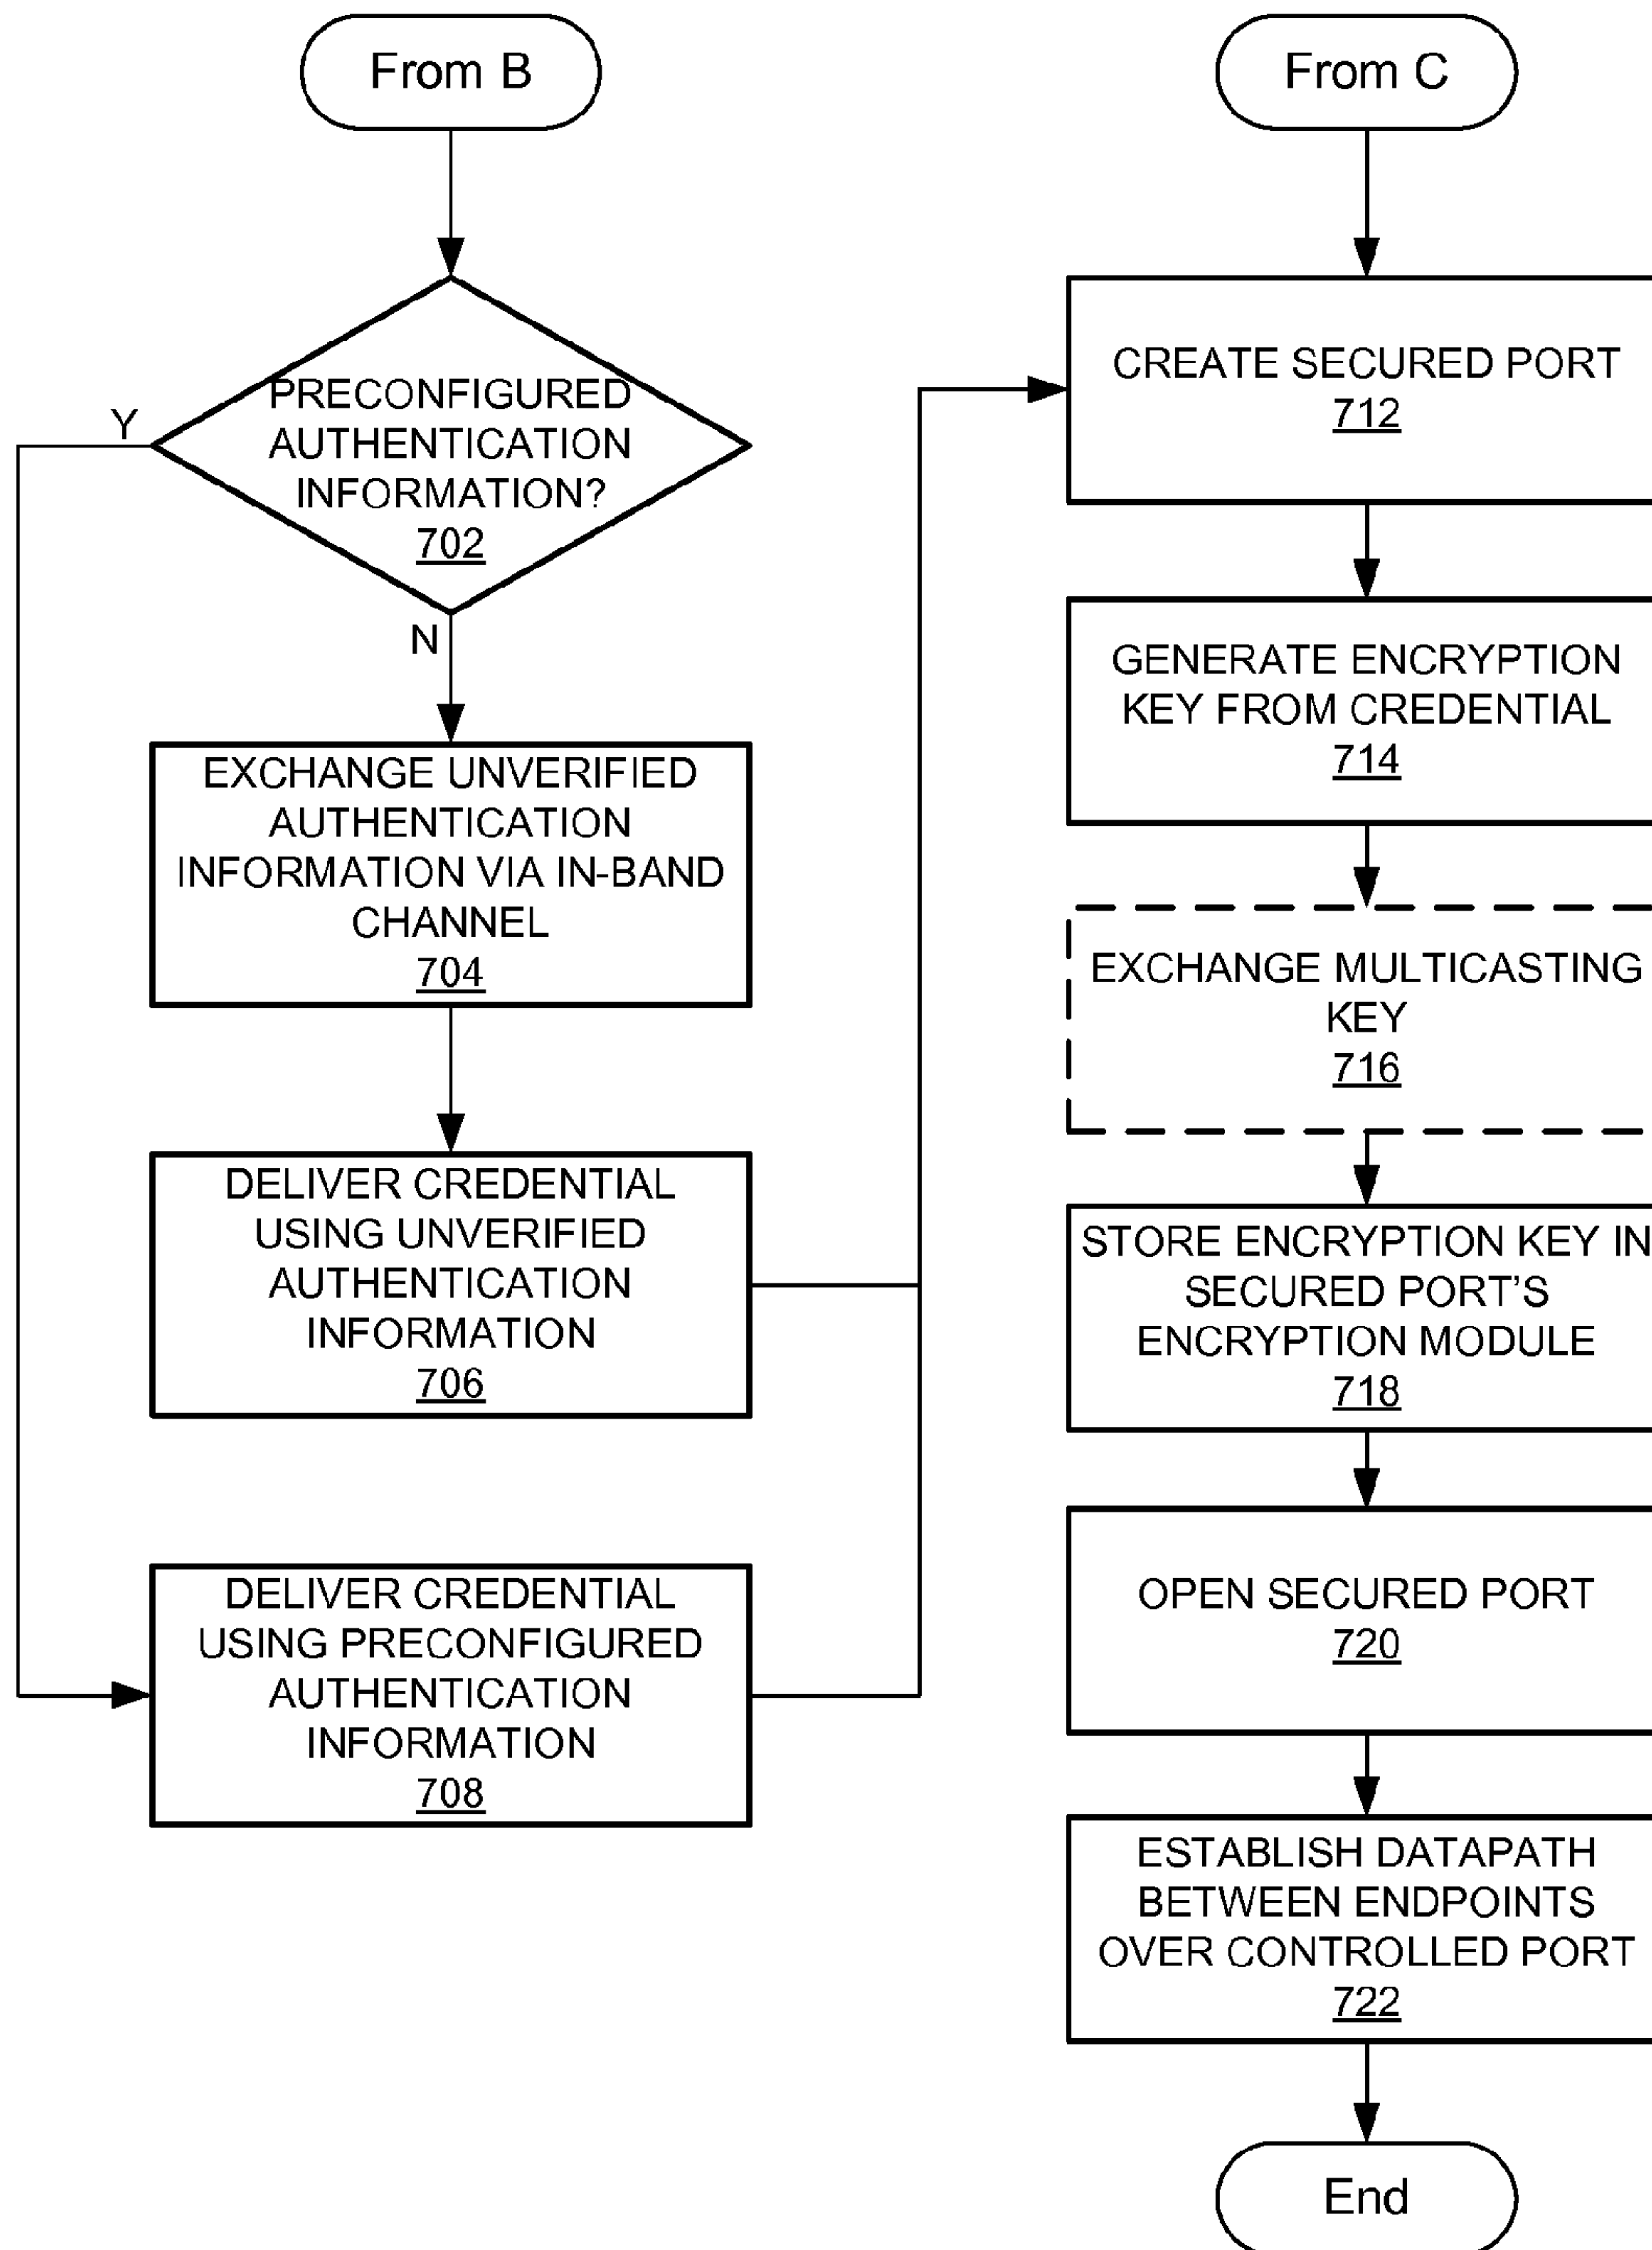 From B
PRECONFIGURED
AUTHENTICATION
INFORMATION?
702
Y
N
EXCHANGE UNVERIFIED
AUTHENTICATION
INFORMATION VIA IN-BAND
CHANNEL
704
DELIVER CREDENTIAL
USING UNVERIFIED
AUTHENTICATION
INFORMATION
706
DELIVER CREDENTIAL
USING PRECONFIGURED
AUTHENTICATION
INFORMATION
708
From C
CREATE SECURED PORT
712
GENERATE ENCRYPTION
KEY FROM CREDENTIAL
714
EXCHANGE MULTICASTING
KEY
716
STORE ENCRYPTION KEY IN
SECURED PORT’S
ENCRYPTION MODULE
718
OPEN SECURED PORT
720
ESTABLISH DATAPATH
BETWEEN ENDPOINTS
OVER CONTROLLED PORT
722
End